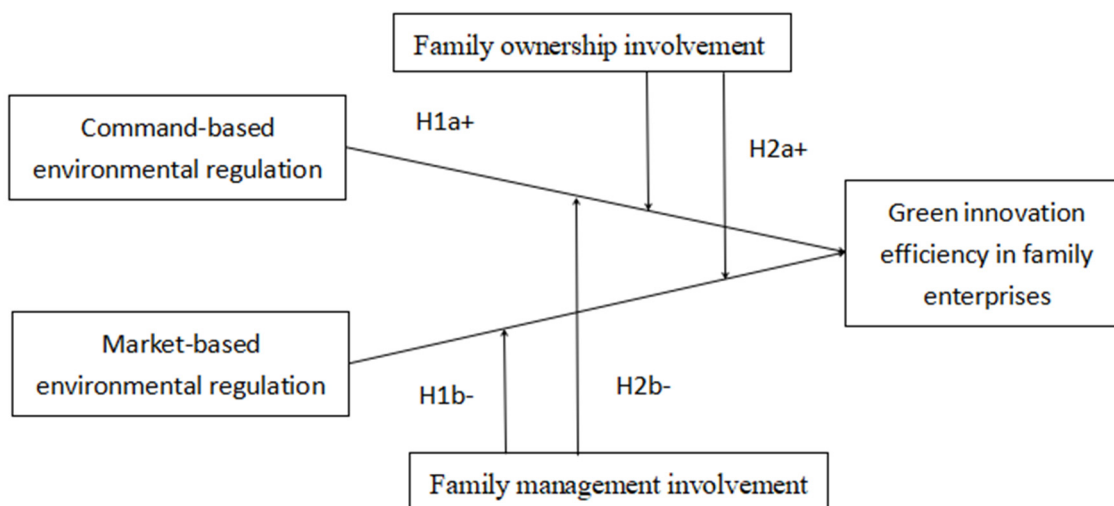 Family ownership involvement
Command-based
environmental regulation
H1a+
H2a+
Green innovation
efficiency in family
enterprises
Market-based
environmental regulation
H1b-
H2b-
Family management involvement